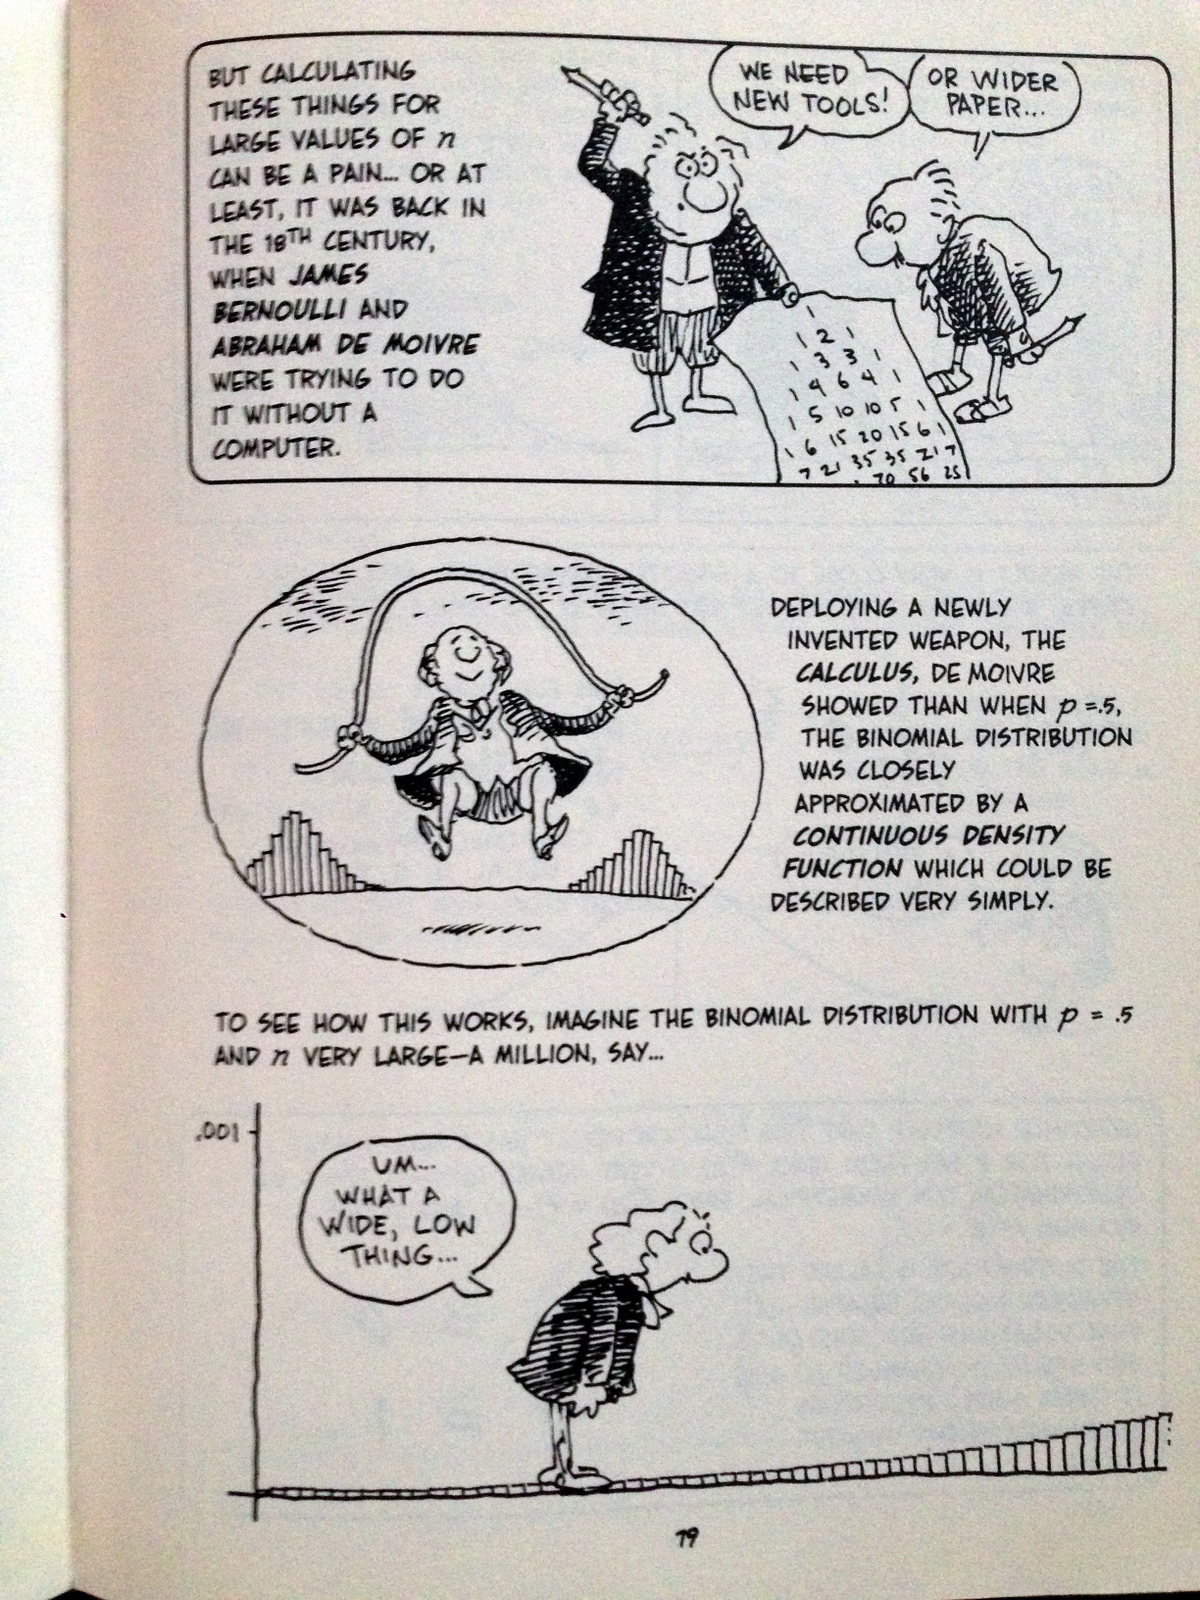 BUT CALCULATING
THESE THINGS FOR
LARGE VALUES OF n
CAN BE A PAIN... OR AT
LEAST, IT WAS BACK IN
THE 18TH CENTURY,
WHEN JAMES
BERNOULLI AND
ABRAHAM DE MOIVRE
WERE TRYING TO DO
IT WITHOUT A
COMPUTER.
WE NEED
NEW TOOLS!
OR WIDER
PAPER...
1
1 2 1
1 3 3 1
1 4 6 4 1
1 5 10 10 5 1
1 6 15 20 15 6 1
7 21 35 35 21 7
70 56
DEPLOYING A NEWLY
INVENTED WEAPON, THE
CALCULUS, DE MOIVRE
SHOWED THAN WHEN p =.5,
THE BINOMIAL DISTRIBUTION
WAS CLOSELY
APPROXIMATED BY A
CONTINUOUS DENSITY
FUNCTION WHICH COULD BE
DESCRIBED VERY SIMPLY.
TO SEE HOW THIS WORKS, IMAGINE THE BINOMIAL DISTRIBUTION WITH p = .5
AND n VERY LARGE—A MILLION, SAY...
.001
UM...
WHAT A
WIDE, LOW
THING...
79